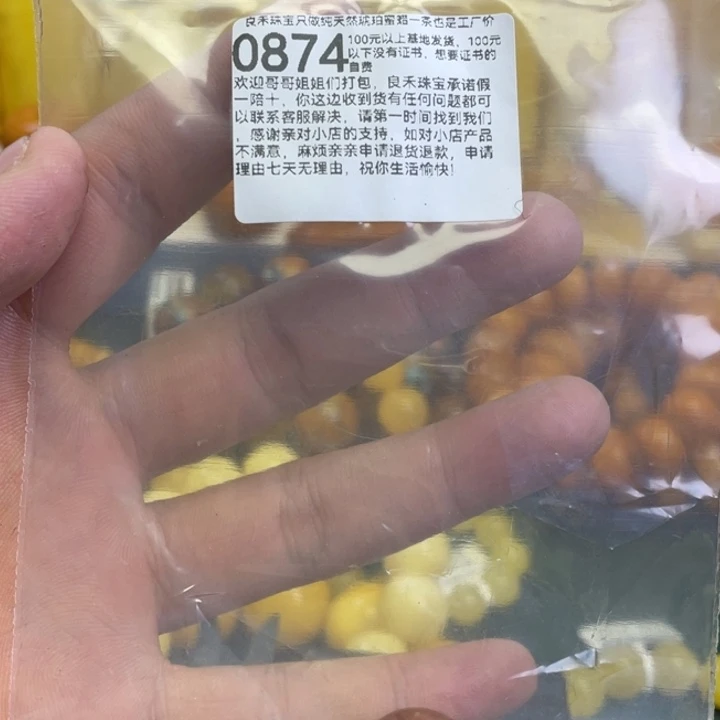 良禾珠宝只做纯天然琥珀蜜蜡一条也是工厂价
0874
100元以上基地发货，100元
以下没有证书，想要证书的
自费
欢迎哥哥姐姐们打包，良禾珠宝承诺假
一陪十，你这边收到货有任何问题都可
以联系客服解决，请第一时间找到我们
，感谢亲对小店的支持，如对小店产品
不满意，麻烦亲亲申请退货退款，申请
理由七天无理由，祝你生活愉快！